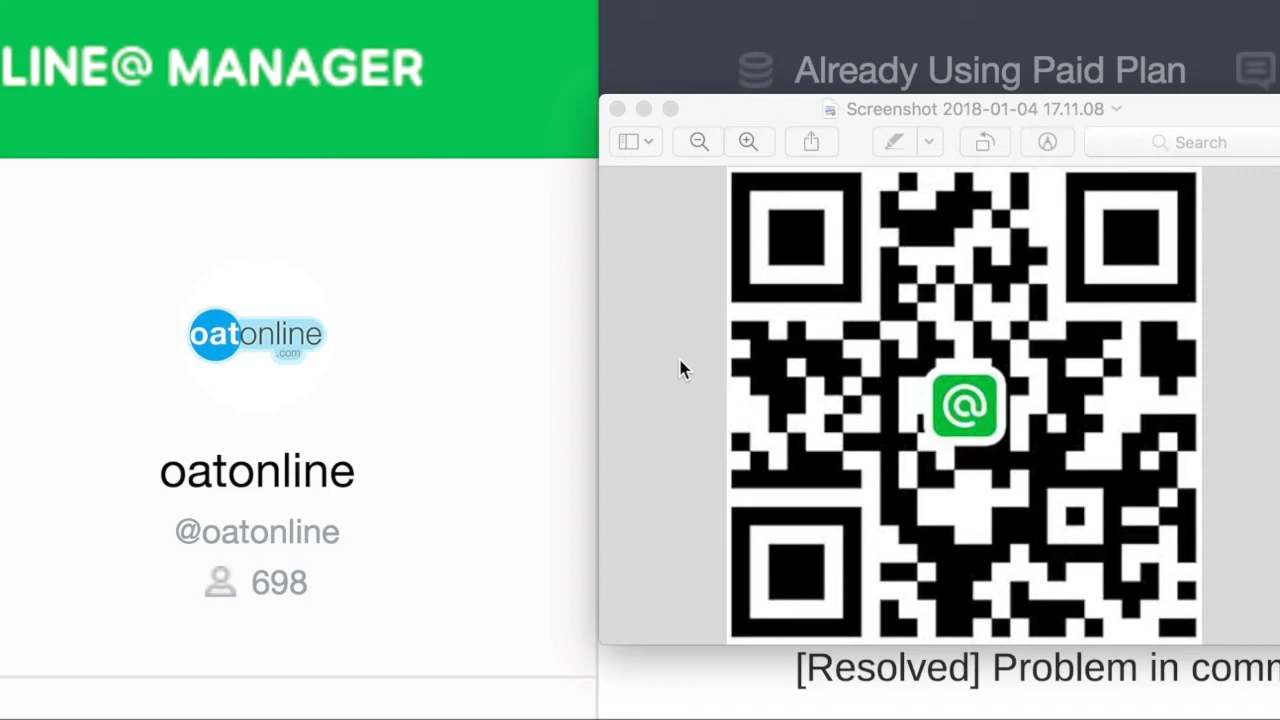 LINE@ MANAGER
Already Using Paid Plan
Screenshot 2018-01-04 17.11.08
Search
oatonline
.com
oatonline
@oatonline
698
[Resolved] Problem in